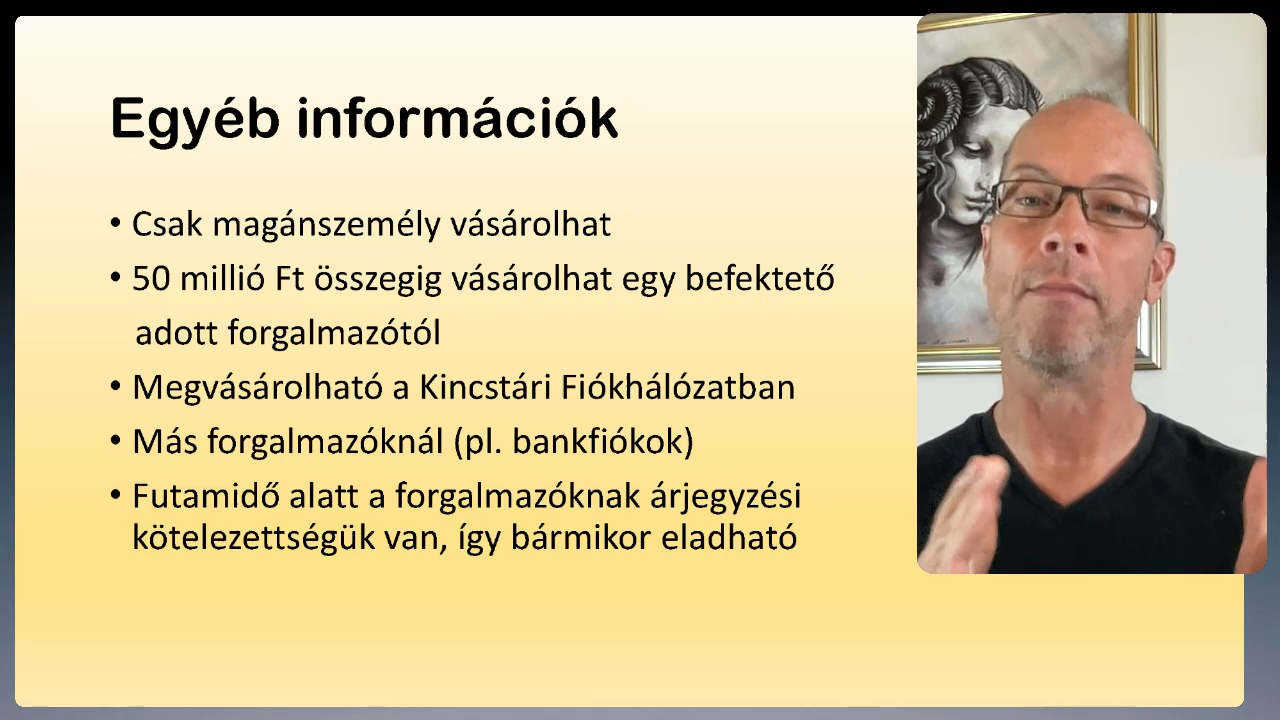 Egyéb információk
• Csak magánszemély vásárolhat
• 50 millió Ft összegig vásárolhat egy befektető
adott forgalmazótól
• Megvásárolható a Kincstári Fiókhálózatban
• Más forgalmazóknál (pl. bankfiókok)
• Futamidő alatt a forgalmazóknak árjegyzési
kötelezettségük van, így bármikor eladható